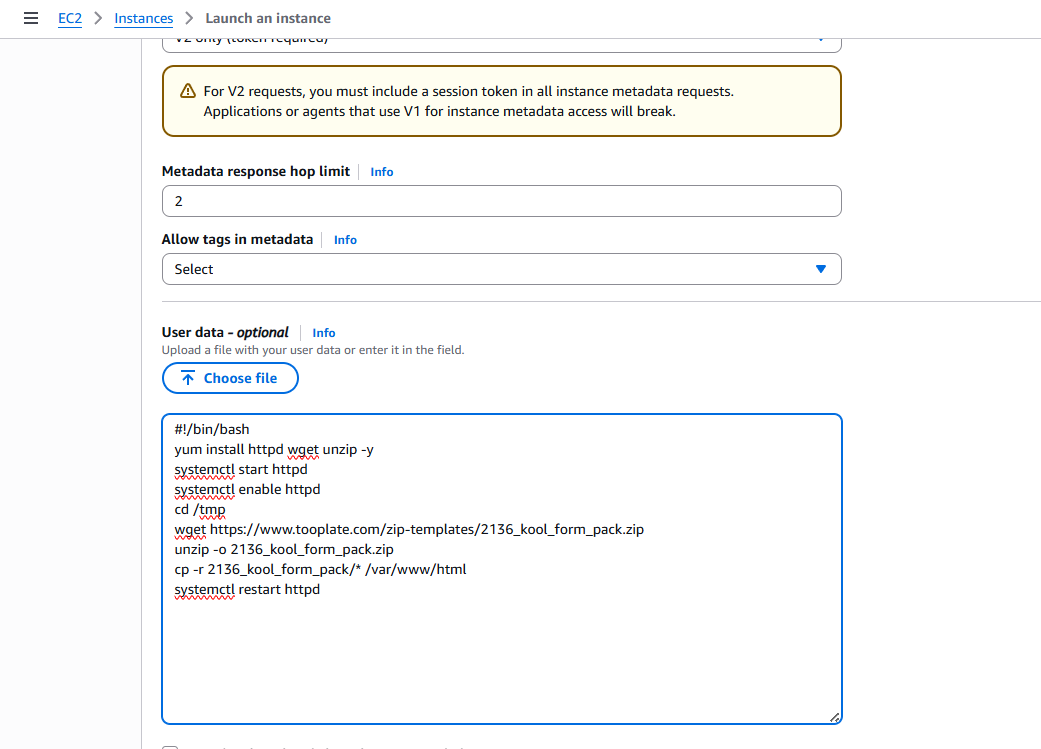 EC2 > Instances > Launch an instance
V2 only (token required)
For V2 requests, you must include a session token in all instance metadata requests.
Applications or agents that use V1 for instance metadata access will break.
Metadata response hop limit Info
2
Allow tags in metadata Info
Select
User data - optional Info
Upload a file with your user data or enter it in the field.
Choose file
#!/bin/bash
yum install httpd wget unzip -y
systemctl start httpd
systemctl enable httpd
cd /tmp
wget https://www.tooplate.com/zip-templates/2136_kool_form_pack.zip
unzip -o 2136_kool_form_pack.zip
cp -r 2136_kool_form_pack/* /var/www/html
systemctl restart httpd